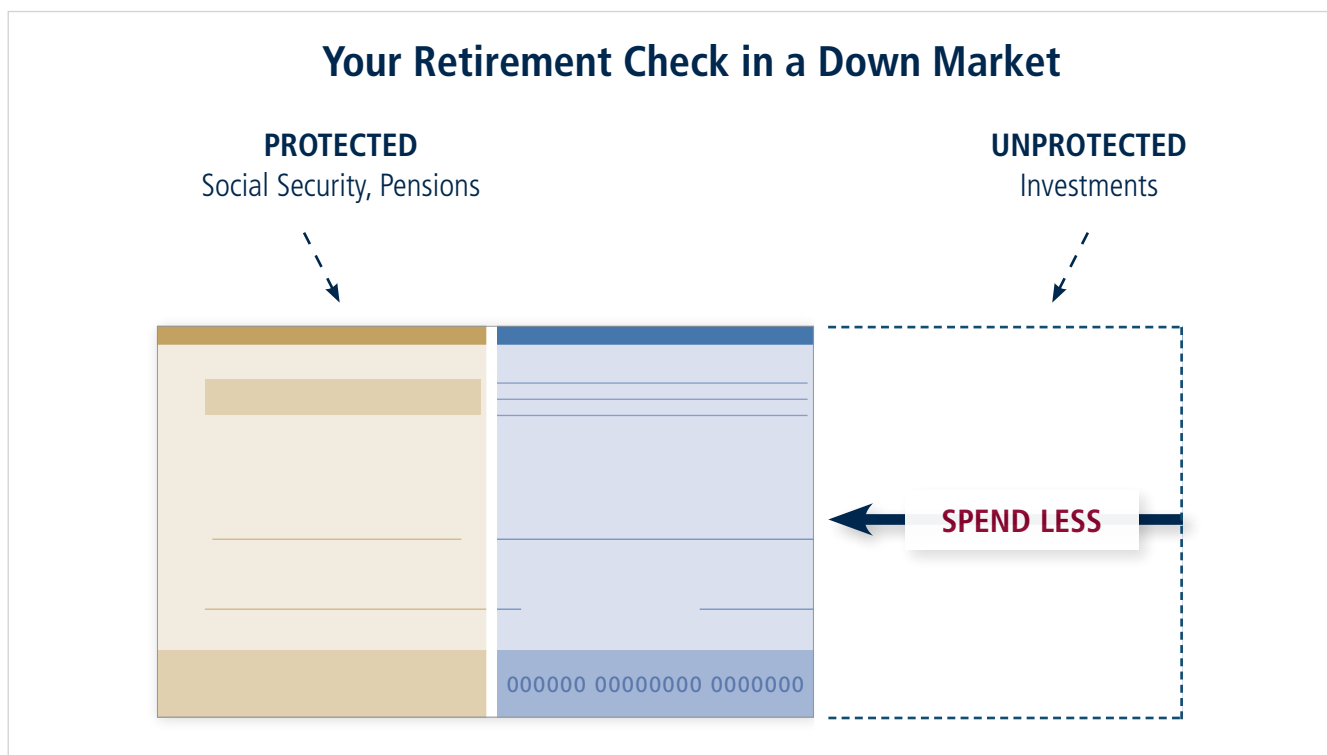 Your Retirement Check in a Down Market
PROTECTED
Social Security, Pensions
UNPROTECTED
Investments
SPEND LESS
000000 00000000 0000000